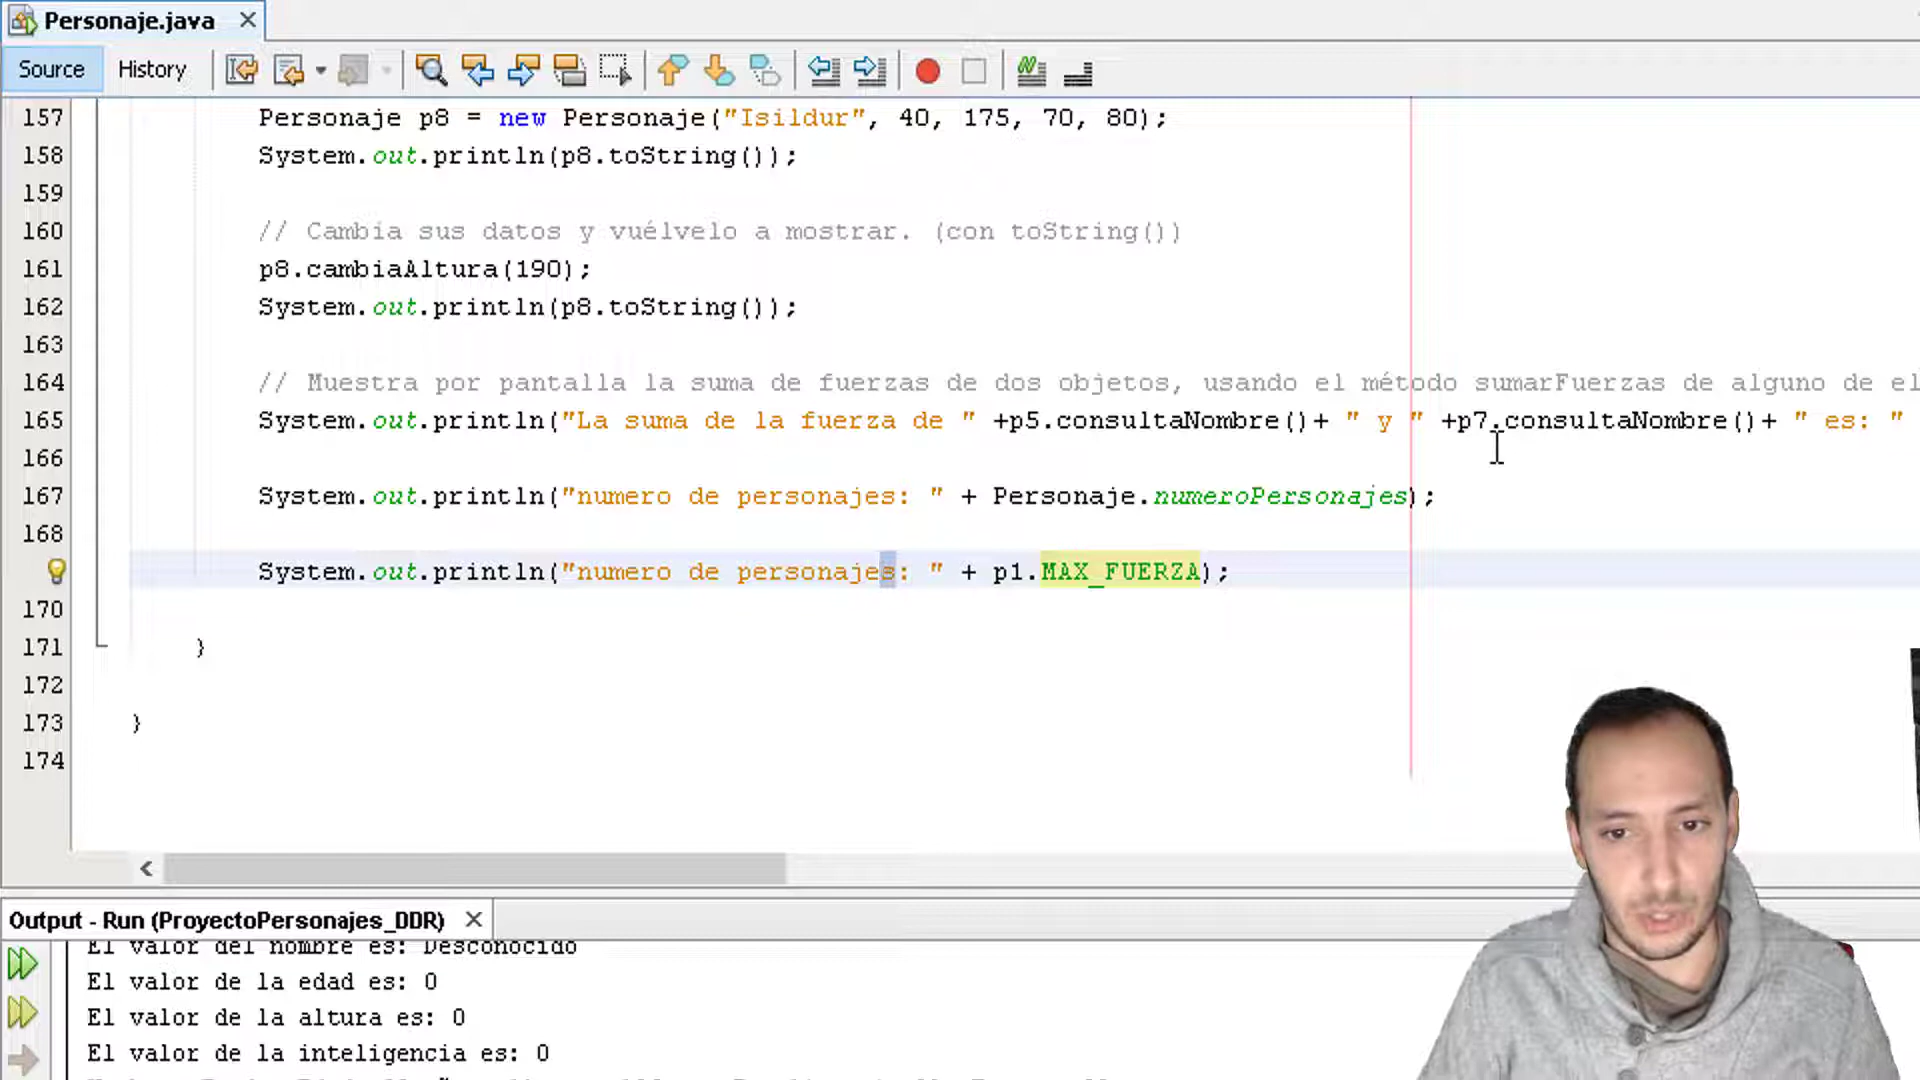 Personaje.java
Source History
157 Personaje p8 = new Personaje("Isildur", 40, 175, 70, 80);
158 System.out.println(p8.toString());
159
160 // Cambia sus datos y vuélvelo a mostrar. (con toString())
161 p8.cambiaAltura(190);
162 System.out.println(p8.toString());
163
164 // Muestra por pantalla la suma de fuerzas de dos objetos, usando el método sumarFuerzas de alguno de el
165 System.out.println("La suma de la fuerza de " +p5.consultaNombre()+ " y " +p7.consultaNombre()+ " es: "
166
167 System.out.println("numero de personajes: " + Personaje.numeroPersonajes);
168
System.out.println("numero de personajes: " + p1.MAX_FUERZA);
170
171 }
172
173 }
174
Output - Run (ProyectoPersonajes_DDR)
El valor del nombre es: Desconocido
El valor de la edad es: 0
El valor de la altura es: 0
El valor de la inteligencia es: 0